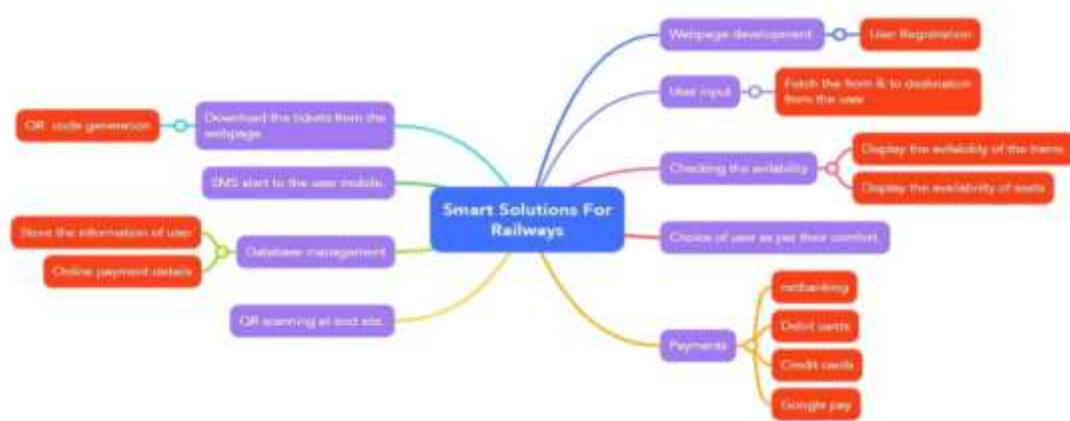 Smart Solutions For
Railways
Webpage development
User Registration
User input
Fetch the from & to destination
from the user
Checking the avilability
Display the avilability of the trains
Display the availability of seats
Choice of user as per their comfort
Payments
netbanking
Debit cards
Credit cards
Google pay
Download the tickets from the
webpage
QR code generation
SMS alert to the user mobile.
Database management
Store the information of user
Online payment details
QR scanning at end site.